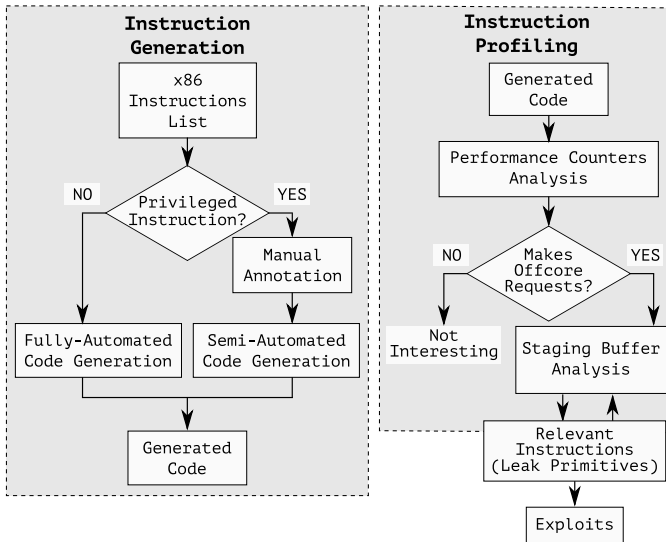 Instruction
Generation
x86
Instructions
List
NO
YES
Privileged
Instruction?
Manual
Annotation
Fully-Automated
Code Generation
Semi-Automated
Code Generation
Generated
Code
Instruction
Profiling
Generated
Code
Performance Counters
Analysis
NO
YES
Makes
Offcore
Requests?
Not
Interesting
Staging Buffer
Analysis
Relevant
Instructions
(Leak Primitives)
Exploits